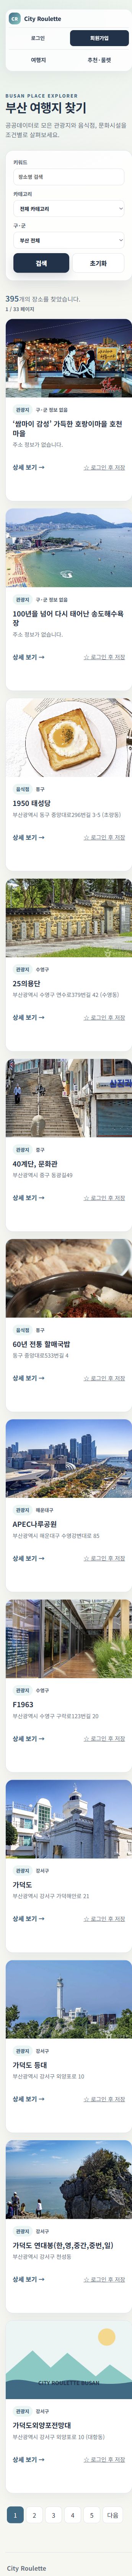 CR City Roulette
로그인 회원가입
여행지 추천·룰렛
BUSAN PLACE EXPLORER
부산 여행지 찾기
공공데이터로 모은 관광지와 음식점, 문화시설을
조건별로 살펴보세요.
키워드
장소명 검색
카테고리
전체 카테고리
구·군
부산 전체
검색 초기화
395개의 장소를 찾았습니다.
1 / 33 페이지
관광지 구·군 정보 없음
'쌈마이 감성' 가득한 호랑이마을 호천
마을
주소 정보가 없습니다.
상세 보기 → ☆ 로그인 후 저장
관광지 구·군 정보 없음
100년을 넘어 다시 태어난 송도해수욕
장
주소 정보가 없습니다.
상세 보기 → ☆ 로그인 후 저장
음식점 동구
1950 태성당
부산광역시 동구 중앙대로296번길 3-5 (초량동)
상세 보기 → ☆ 로그인 후 저장
관광지 수영구
25의용단
부산광역시 수영구 연수로379번길 42 (수영동)
상세 보기 → ☆ 로그인 후 저장
관광지 중구
40계단, 문화관
부산광역시 중구 동광길49
상세 보기 → ☆ 로그인 후 저장
음식점 동구
60년 전통 할매국밥
동구 중앙대로533번길 4
상세 보기 → ☆ 로그인 후 저장
관광지 해운대구
APEC나루공원
부산광역시 해운대구 수영강변대로 85
상세 보기 → ☆ 로그인 후 저장
관광지 수영구
F1963
부산광역시 수영구 구락로123번길 20
상세 보기 → ☆ 로그인 후 저장
관광지 강서구
가덕도
부산광역시 강서구 가덕해안로 21
상세 보기 → ☆ 로그인 후 저장
관광지 강서구
가덕도 등대
부산광역시 강서구 외양포로 10
상세 보기 → ☆ 로그인 후 저장
관광지 강서구
가덕도 연대봉(한,영,중간,중번,일)
부산광역시 강서구 천성동
상세 보기 → ☆ 로그인 후 저장
CITY ROULETTE BUSAN
관광지 강서구
가덕도외양포전망대
부산광역시 강서구 외양포로 10 (대항동)
상세 보기 → ☆ 로그인 후 저장
1 2 3 4 5 다음
City Roulette